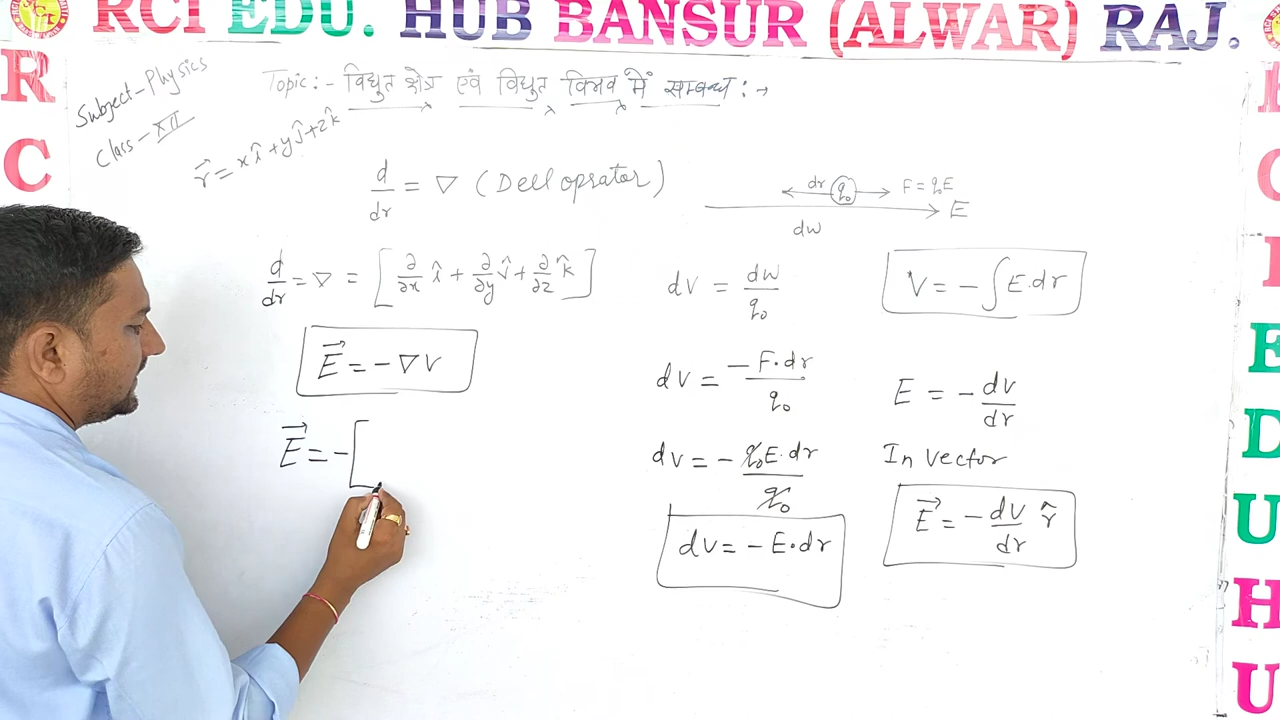 RCI EDU. HUB BANSUR (ALWAR) RAJ.
Subject - Physics
Class - XII
Topic :- विधुत क्षेत्र एवं विधुत विभव में सम्बन्ध :→
r⃗ = xî + yĵ + zk̂
d/dr = ∇ (Dell oprator)
d/dr = ∇ = [∂/∂x î + ∂/∂y ĵ + ∂/∂z k̂]
E⃗ = -∇V
E⃗ = -[
dr q₀ F = q₀E
E
dw
dV = dw/q₀
dV = -F·dr/q₀
dV = -q₀E·dr/q₀
dV = -E·dr
V = -∫E·dr
E = -dv/dr
In vector
E⃗ = -dv/dr r̂
R
C
E
D
U
H
U